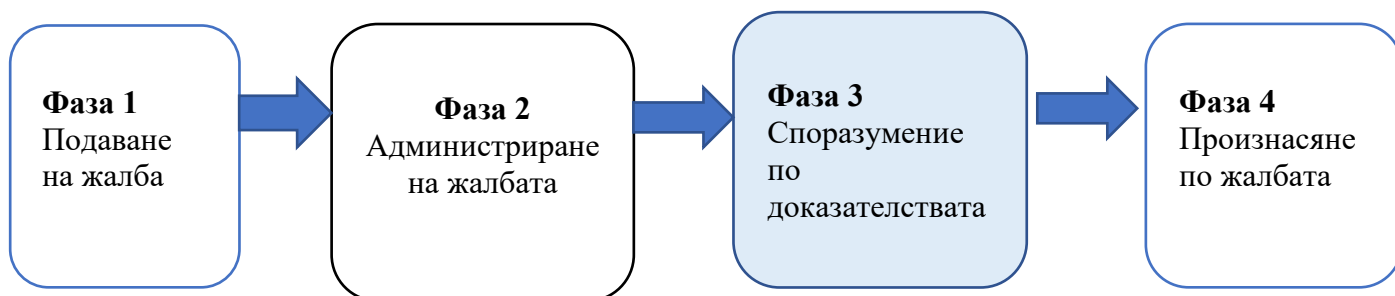 Фаза 1
Подаване
на жалба
Фаза 2
Администриране
на жалбата
Фаза 3
Споразумение
по
доказателствата
Фаза 4
Произнасяне
по жалбата